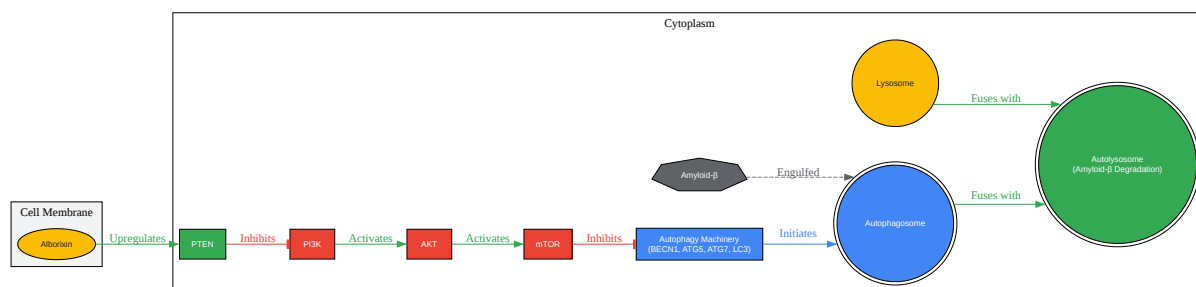 Cytoplasm
Lysosome
Fuses with
Autolysosome
(Amyloid-β Degradation)
Amyloid-β
Engulfed
Fuses with
Cell Membrane
Autophagosome
Alborixin
Upregulates
PTEN
Inhibits
PI3K
Activates
AKT
Activates
mTOR
Inhibits
Autophagy Machinery
(BECN1, ATG5, ATG7, LC3)
Initiates